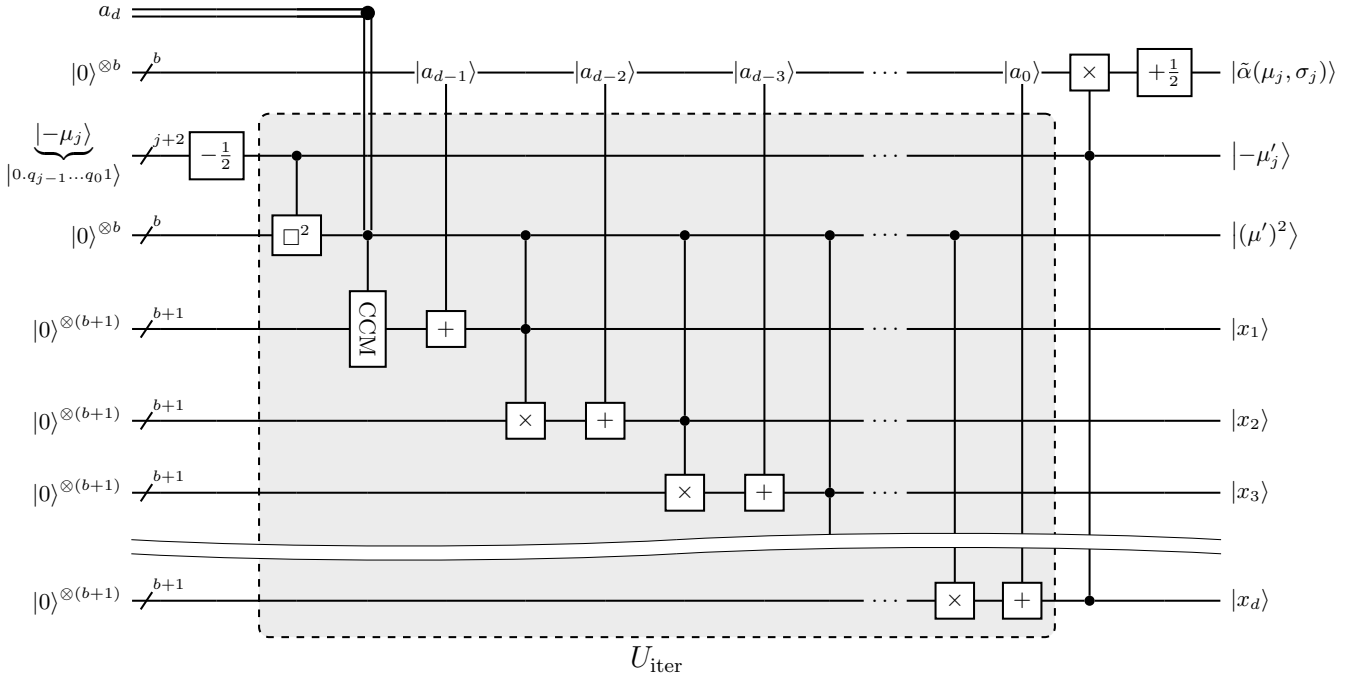 a_d
|0⟩^{⊗b} b |a_{d−1}⟩ |a_{d−2}⟩ |a_{d−3}⟩ ··· |a_0⟩ × +1/2 |α̃(μ_j, σ_j)⟩
|−μ_j⟩ j+2 −1/2 ··· |−μ′_j⟩
|0.q_{j−1}...q_0 1⟩
|0⟩^{⊗b} b □² ··· |(μ′)²⟩
|0⟩^{⊗(b+1)} b+1 CCM + ··· |x_1⟩
|0⟩^{⊗(b+1)} b+1 × + ··· |x_2⟩
|0⟩^{⊗(b+1)} b+1 × + ··· |x_3⟩
|0⟩^{⊗(b+1)} b+1 ··· × + |x_d⟩
U_iter